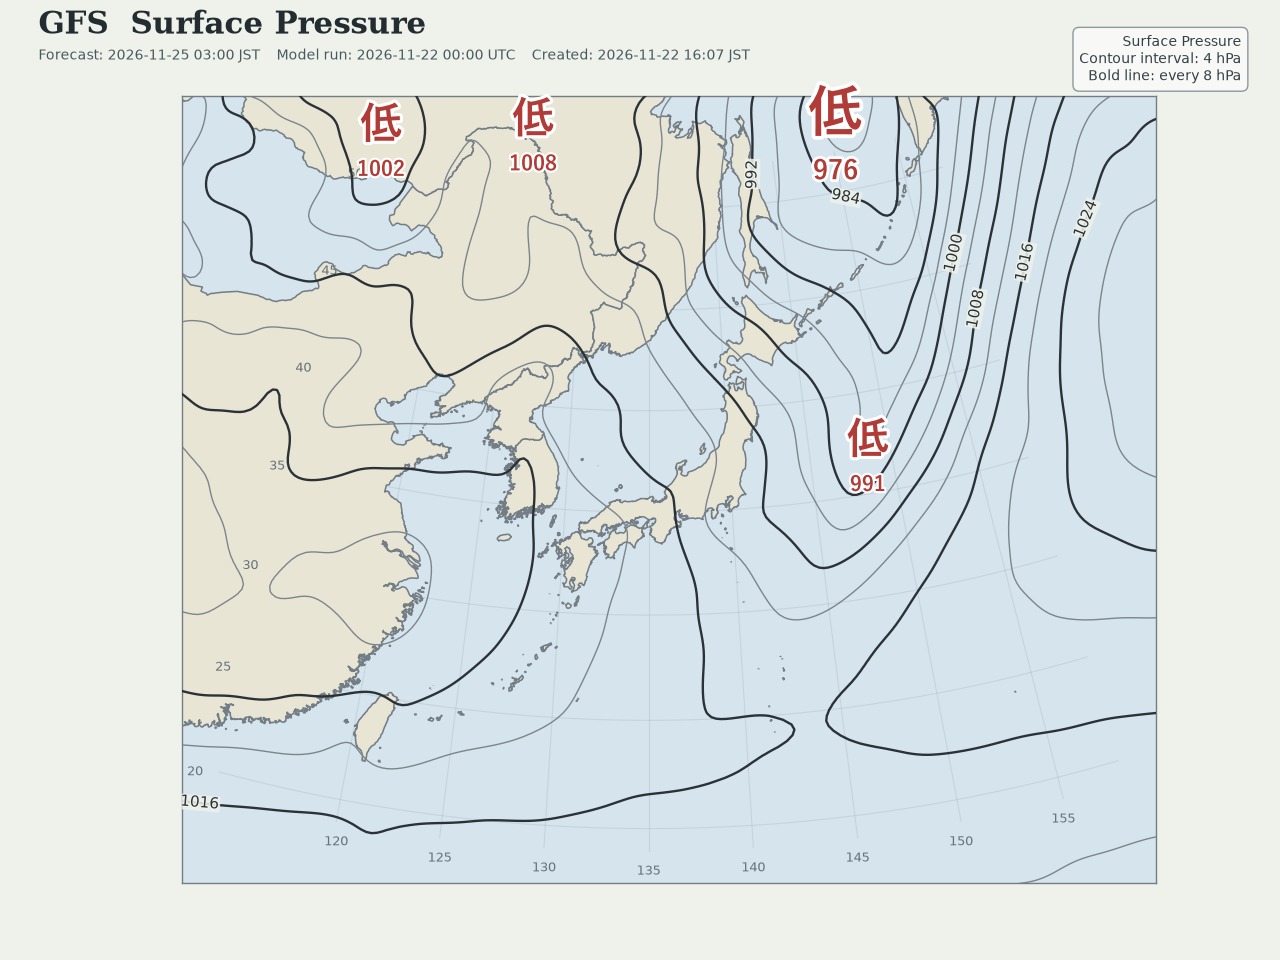 GFS Surface Pressure
Forecast: 2026-11-25 03:00 JST Model run: 2026-11-22 00:00 UTC Created: 2026-11-22 16:07 JST
Surface Pressure
Contour interval: 4 hPa
Bold line: every 8 hPa
低
1002
低
1008
低
976
984
992
1000
1008
1016
1024
低
991
45
40
35
30
25
20
1016
120
125
130
135
140
145
150
155